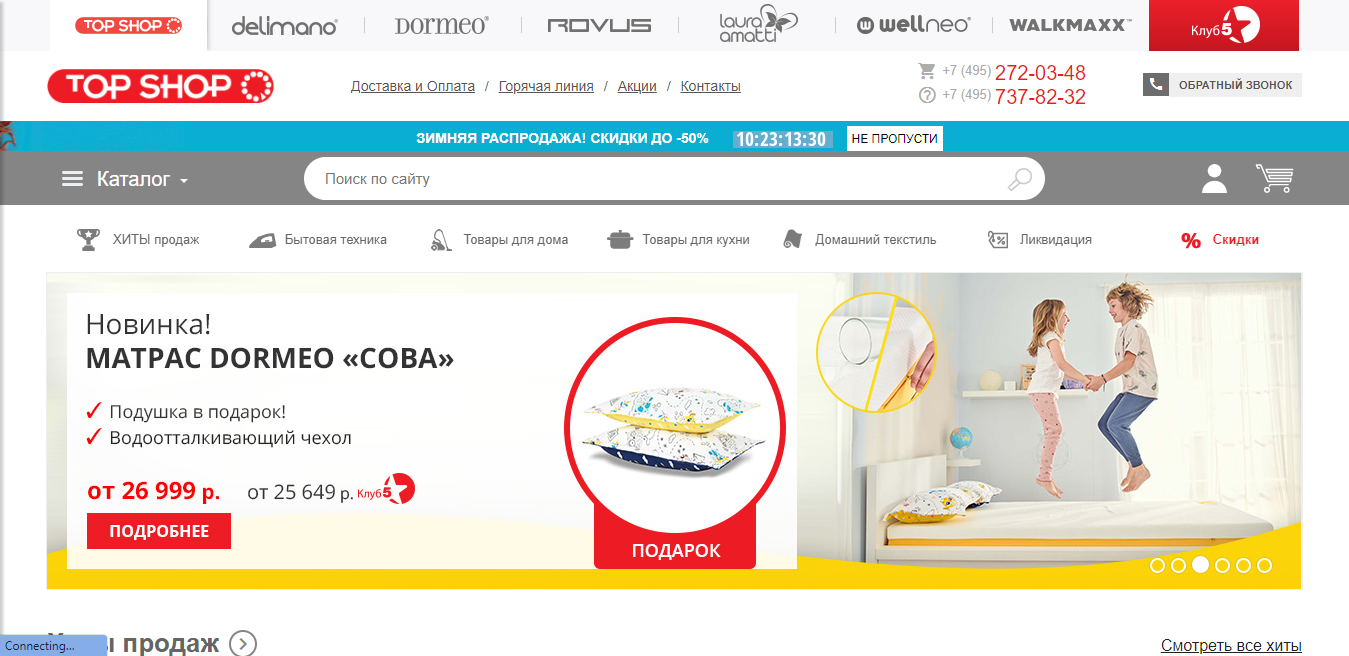 TOP SHOP
delimano
DORMEO
ROVUS
laura amatti
wellneo
WALKMAXX
Клуб 5
TOP SHOP
Доставка и Оплата / Горячая линия / Акции / Контакты
+7 (495) 272-03-48
+7 (495) 737-82-32
ОБРАТНЫЙ ЗВОНОК
ЗИМНЯЯ РАСПРОДАЖА! СКИДКИ ДО -50% 10:23:13:30 НЕ ПРОПУСТИ
Каталог
Поиск по сайту
ХИТЫ продаж
Бытовая техника
Товары для дома
Товары для кухни
Домашний текстиль
Ликвидация
% Скидки
Новинка!
МАТРАС DORMEO «СОВА»
✓ Подушка в подарок!
✓ Водоотталкивающий чехол
от 26 999 р. от 25 649 р. Клуб 5
ПОДРОБНЕЕ
ПОДАРОК
продаж
Смотреть все хиты
Connecting...